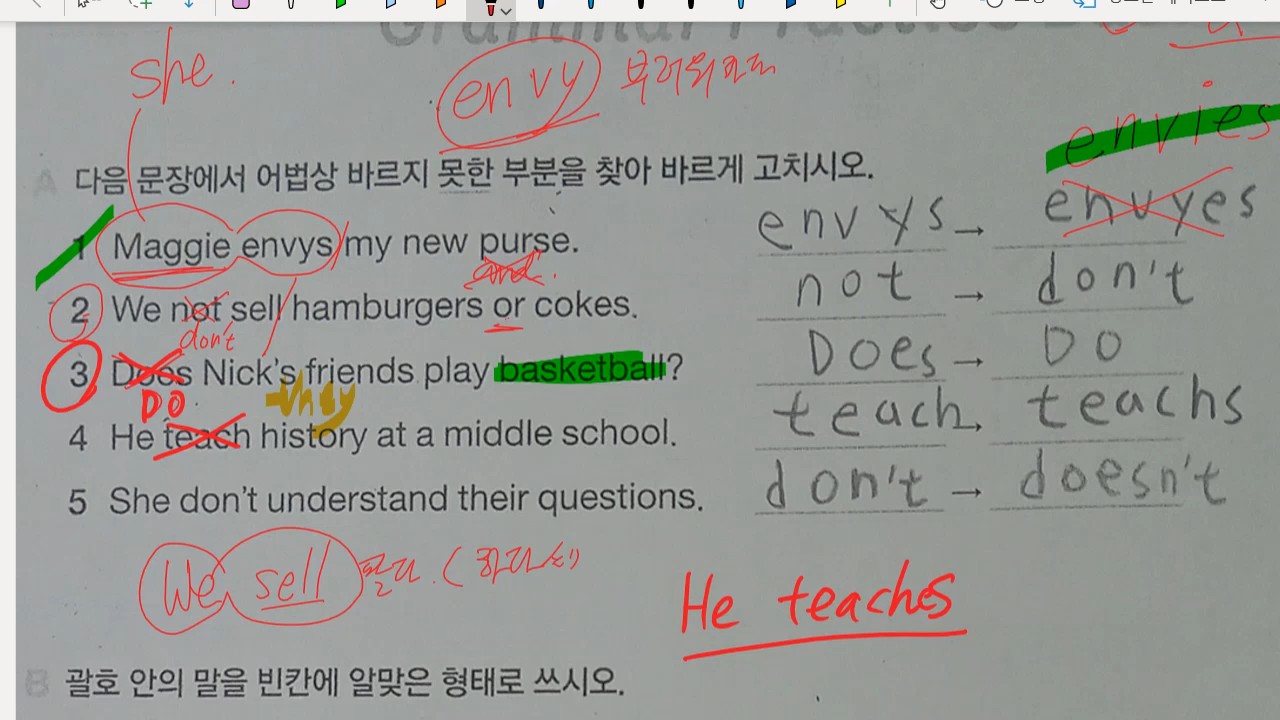 Grammar Practice
she.
envy 부러워하다
envies
A 다음 문장에서 어법상 바르지 못한 부분을 찾아 바르게 고치시오.
1 Maggie envys my new purse. envys → envyes
and.
2 We not sell hamburgers or cokes. not → don't
don't
3 Does Nick's friends play basketball? Does → Do
DO they
4 He teach history at a middle school. teach → teachs
5 She don't understand their questions. don't → doesn't
We sell 팔다.
He teaches
B 괄호 안의 말을 빈칸에 알맞은 형태로 쓰시오.